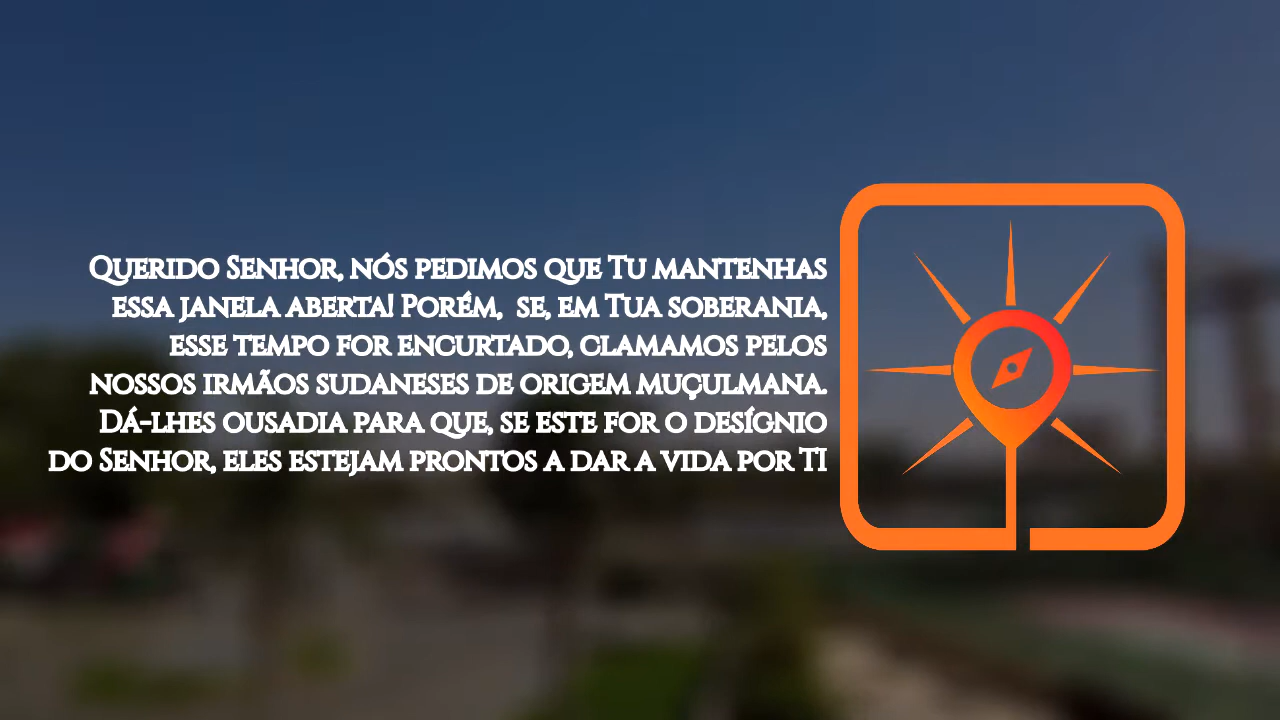 Querido Senhor, nós pedimos que Tu mantenhas
essa janela aberta! Porém, se, em Tua soberania,
esse tempo for encurtado, clamamos pelos
nossos irmãos sudaneses de origem muçulmana.
Dá-lhes ousadia para que, se este for o desígnio
do Senhor, eles estejam prontos a dar a vida por Ti